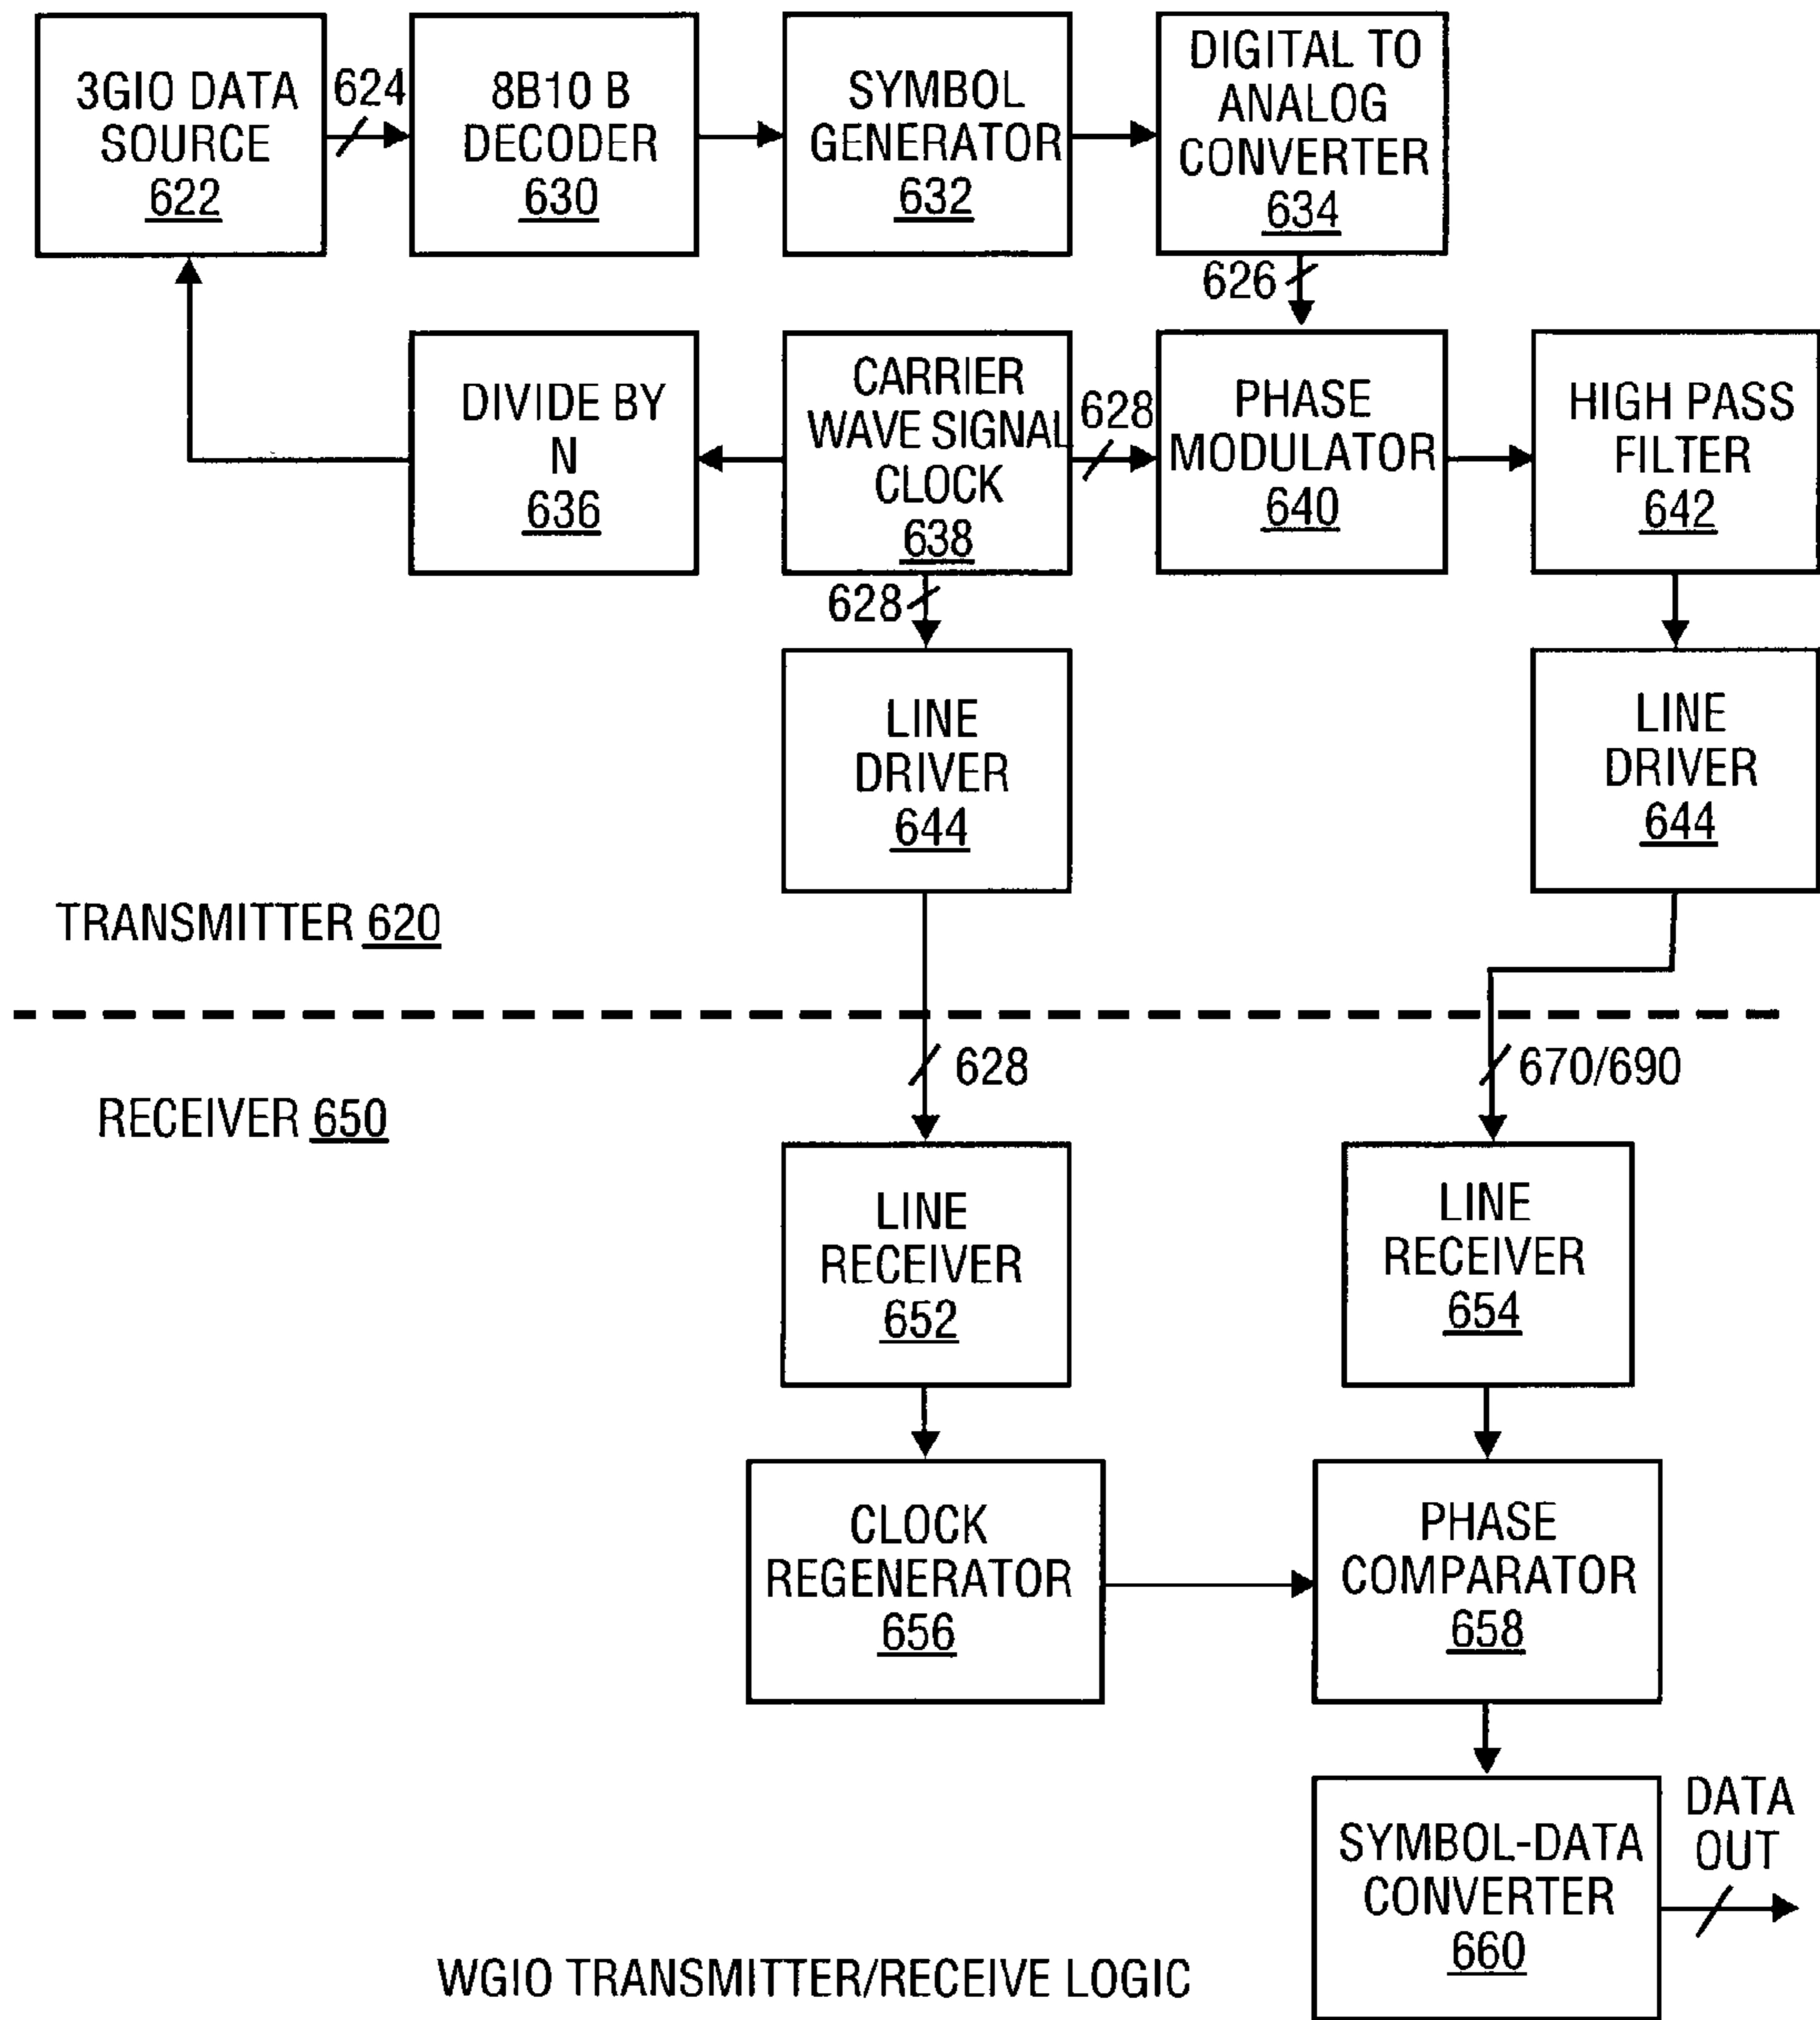 3GIO DATA
SOURCE
622
624
8B10 B
DECODER
630
SYMBOL
GENERATOR
632
DIGITAL TO
ANALOG
CONVERTER
634
626
DIVIDE BY
N
636
CARRIER
WAVE SIGNAL
CLOCK
638
628
PHASE
MODULATOR
640
HIGH PASS
FILTER
642
628
LINE
DRIVER
644
LINE
DRIVER
644
TRANSMITTER 620
628
670/690
RECEIVER 650
LINE
RECEIVER
652
LINE
RECEIVER
654
CLOCK
REGENERATOR
656
PHASE
COMPARATOR
658
SYMBOL-DATA
CONVERTER
660
DATA
OUT
WGIO TRANSMITTER/RECEIVE LOGIC